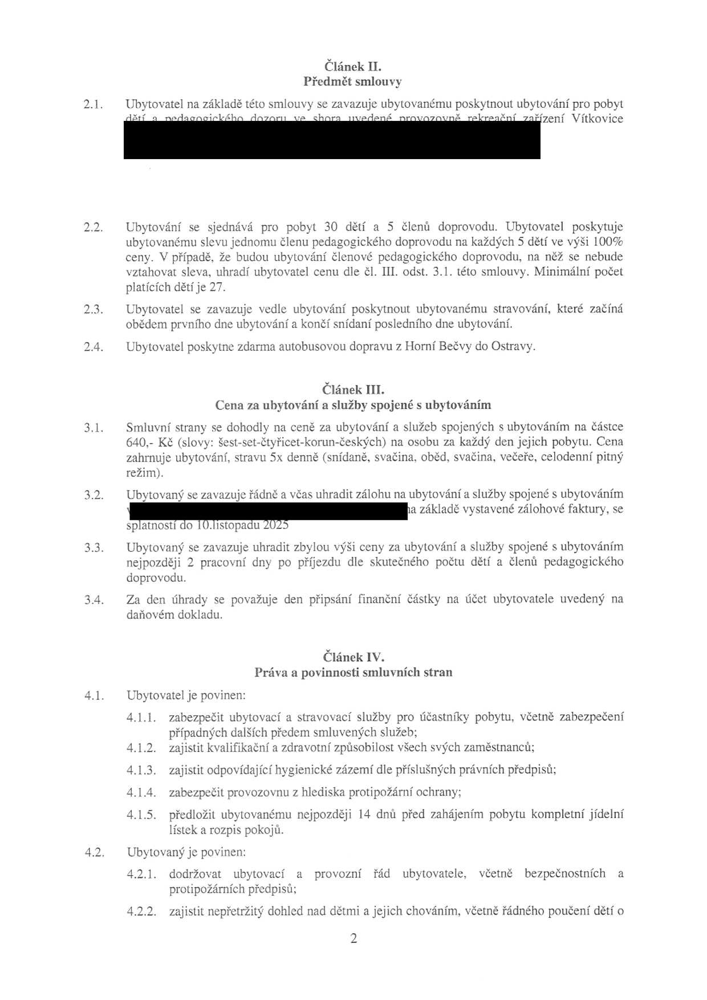 Článek II.
Předmět smlouvy
2.1. Ubytovatel na základě této smlouvy se zavazuje ubytovanému poskytnout ubytování pro pobyt
dětí a pedagogického dozoru ve shora uvedené provozovně rekreační zařízení Vítkovice
2.2. Ubytování se sjednává pro pobyt 30 dětí a 5 členů doprovodu. Ubytovatel poskytuje
ubytovanému slevu jednomu členu pedagogického doprovodu na každých 5 dětí ve výši 100%
ceny. V případě, že budou ubytování členové pedagogického doprovodu, na něž se nebude
vztahovat sleva, uhradí ubytovatel cenu dle čl. III. odst. 3.1. této smlouvy. Minimální počet
platících dětí je 27.
2.3. Ubytovatel se zavazuje vedle ubytování poskytnout ubytovanému stravování, které začíná
obědem prvního dne ubytování a končí snídaní posledního dne ubytování.
2.4. Ubytovatel poskytne zdarma autobusovou dopravu z Horní Bečvy do Ostravy.
Článek III.
Cena za ubytování a služby spojené s ubytováním
3.1. Smluvní strany se dohodly na ceně za ubytování a služeb spojených s ubytováním na částce
640,- Kč (slovy: šest-set-čtyřicet-korun-českých) na osobu za každý den jejich pobytu. Cena
zahrnuje ubytování, stravu 5x denně (snídaně, svačina, oběd, svačina, večeře, celodenní pitný
režim).
3.2. Ubytovaný se zavazuje řádně a včas uhradit zálohu na ubytování a služby spojené s ubytováním
na základě vystavené zálohové faktury, se
splatností do 10.listopadu 2025
3.3. Ubytovaný se zavazuje uhradit zbylou výši ceny za ubytování a služby spojené s ubytováním
nejpozději 2 pracovní dny po příjezdu dle skutečného počtu dětí a členů pedagogického
doprovodu.
3.4. Za den úhrady se považuje den připsání finanční částky na účet ubytovatele uvedený na
daňovém dokladu.
Článek IV.
Práva a povinnosti smluvních stran
4.1. Ubytovatel je povinen:
4.1.1. zabezpečit ubytovací a stravovací služby pro účastníky pobytu, včetně zabezpečení
případných dalších předem smluvených služeb;
4.1.2. zajistit kvalifikační a zdravotní způsobilost všech svých zaměstnanců;
4.1.3. zajistit odpovídající hygienické zázemí dle příslušných právních předpisů;
4.1.4. zabezpečit provozovnu z hlediska protipožární ochrany;
4.1.5. předložit ubytovanému nejpozději 14 dnů před zahájením pobytu kompletní jídelní
lístek a rozpis pokojů.
4.2. Ubytovaný je povinen:
4.2.1. dodržovat ubytovací a provozní řád ubytovatele, včetně bezpečnostních a
protipožárních předpisů;
4.2.2. zajistit nepřetržitý dohled nad dětmi a jejich chováním, včetně řádného poučení dětí o
2